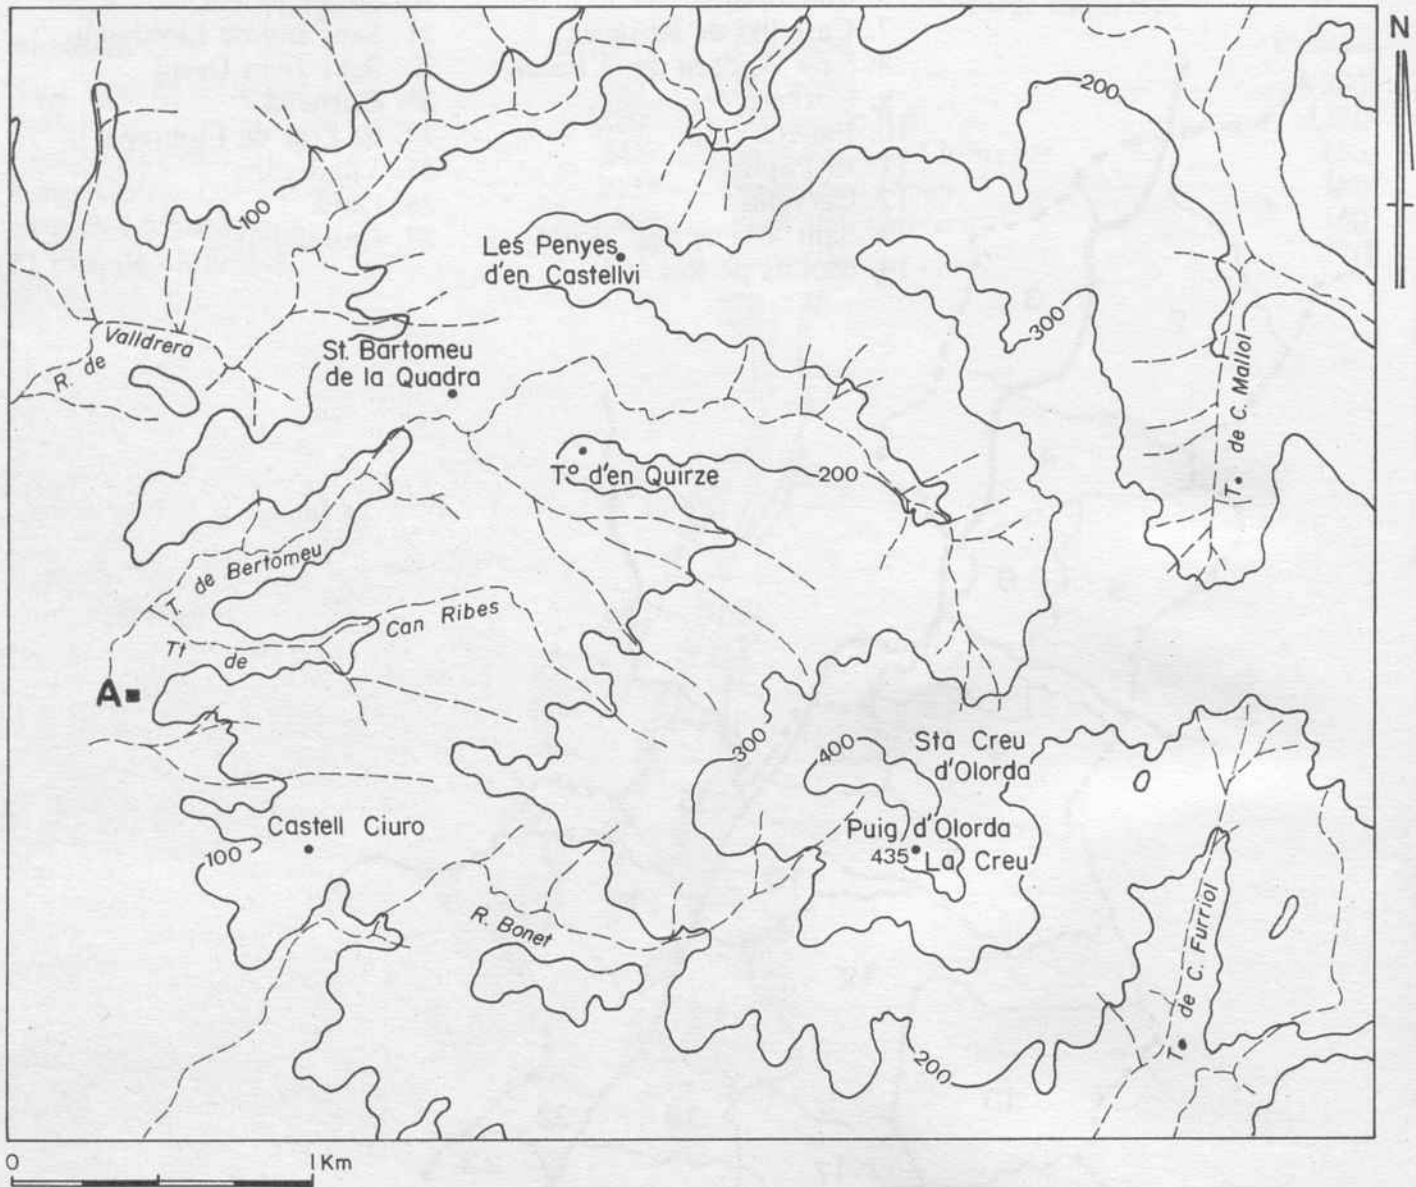 N
200
100
Les Penyes
d'en Castellvi
300
R. de Valldrera
St. Bartomeu
de la Quadra
T. de C. Mallol
Tº d'en Quirze
200
T. de Bertomeu
Tt de Can Ribes
A
300
400
Sta Creu
d'Olorda
Castell Ciuro
100
Puig d'Olorda
435
La Creu
R. Bonet
T. de C. Furriol
200
0 1 Km